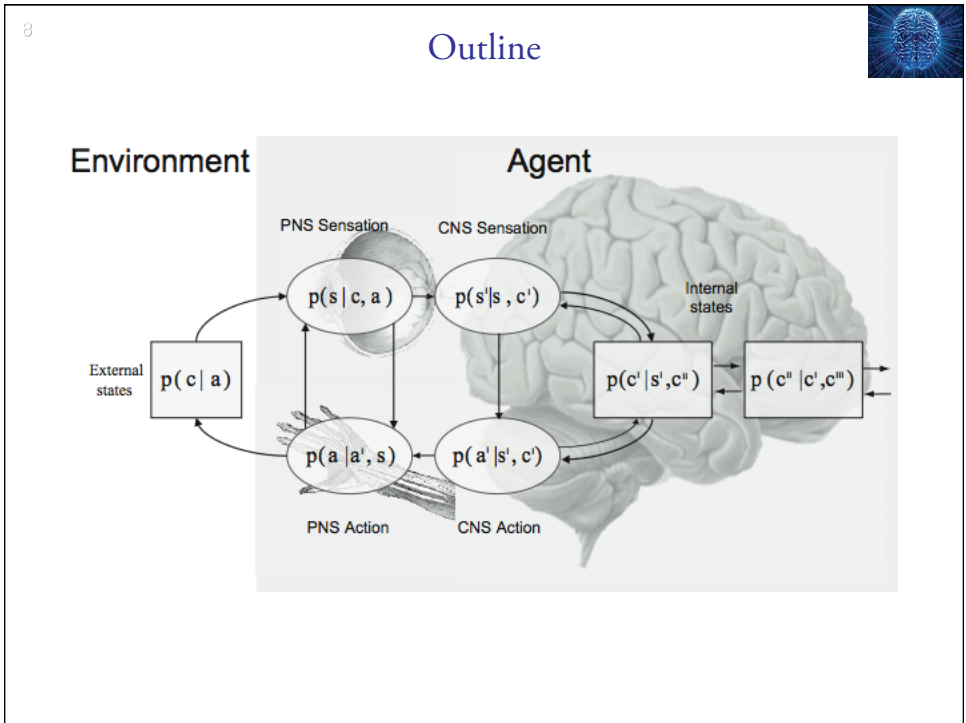 8
Outline
Environment
Agent
PNS Sensation
CNS Sensation
p(s | c, a )
p(s'|s , c')
Internal
states
External
states
p( c | a)
p(c' |s',c'')
p (c'' |c',c''')
p(a |a', s)
p( a' |s', c')
PNS Action
CNS Action